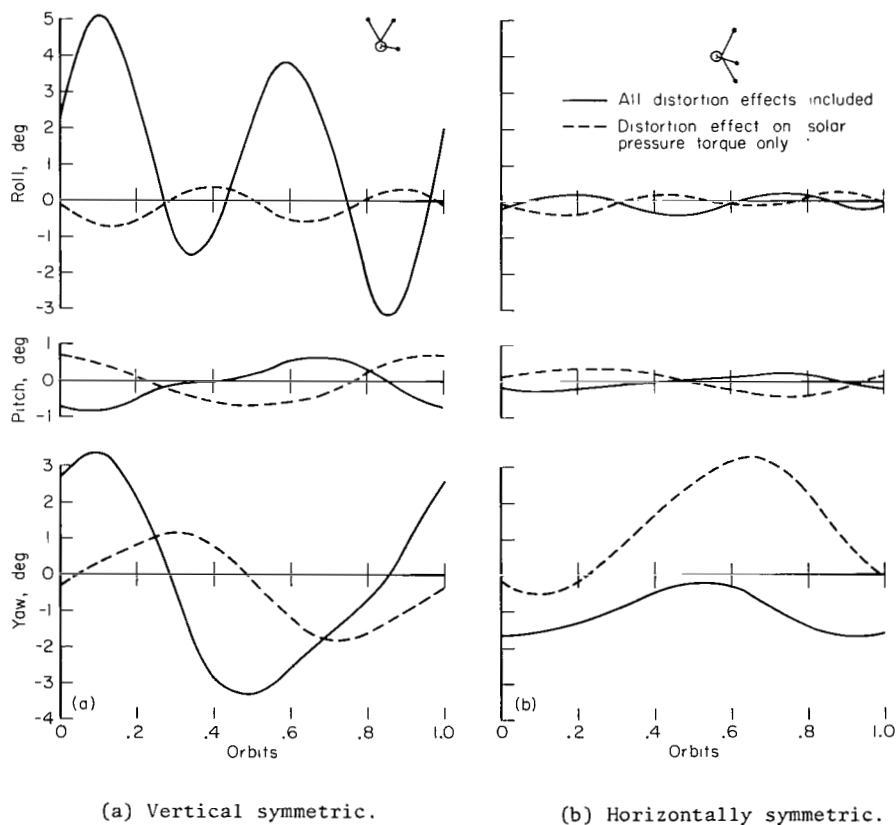 5
4
3
2
1
0
-1
-2
-3
Roll, deg
All distortion effects included
Distortion effect on solar
pressure torque only
1
0
-1
Pitch, deg
3
2
1
0
-1
-2
-3
-4
Yaw, deg
(a)
(b)
0 .2 .4 .6 .8 1.0
Orbits
0 .2 .4 .6 .8 1.0
Orbits
(a) Vertical symmetric.
(b) Horizontally symmetric.